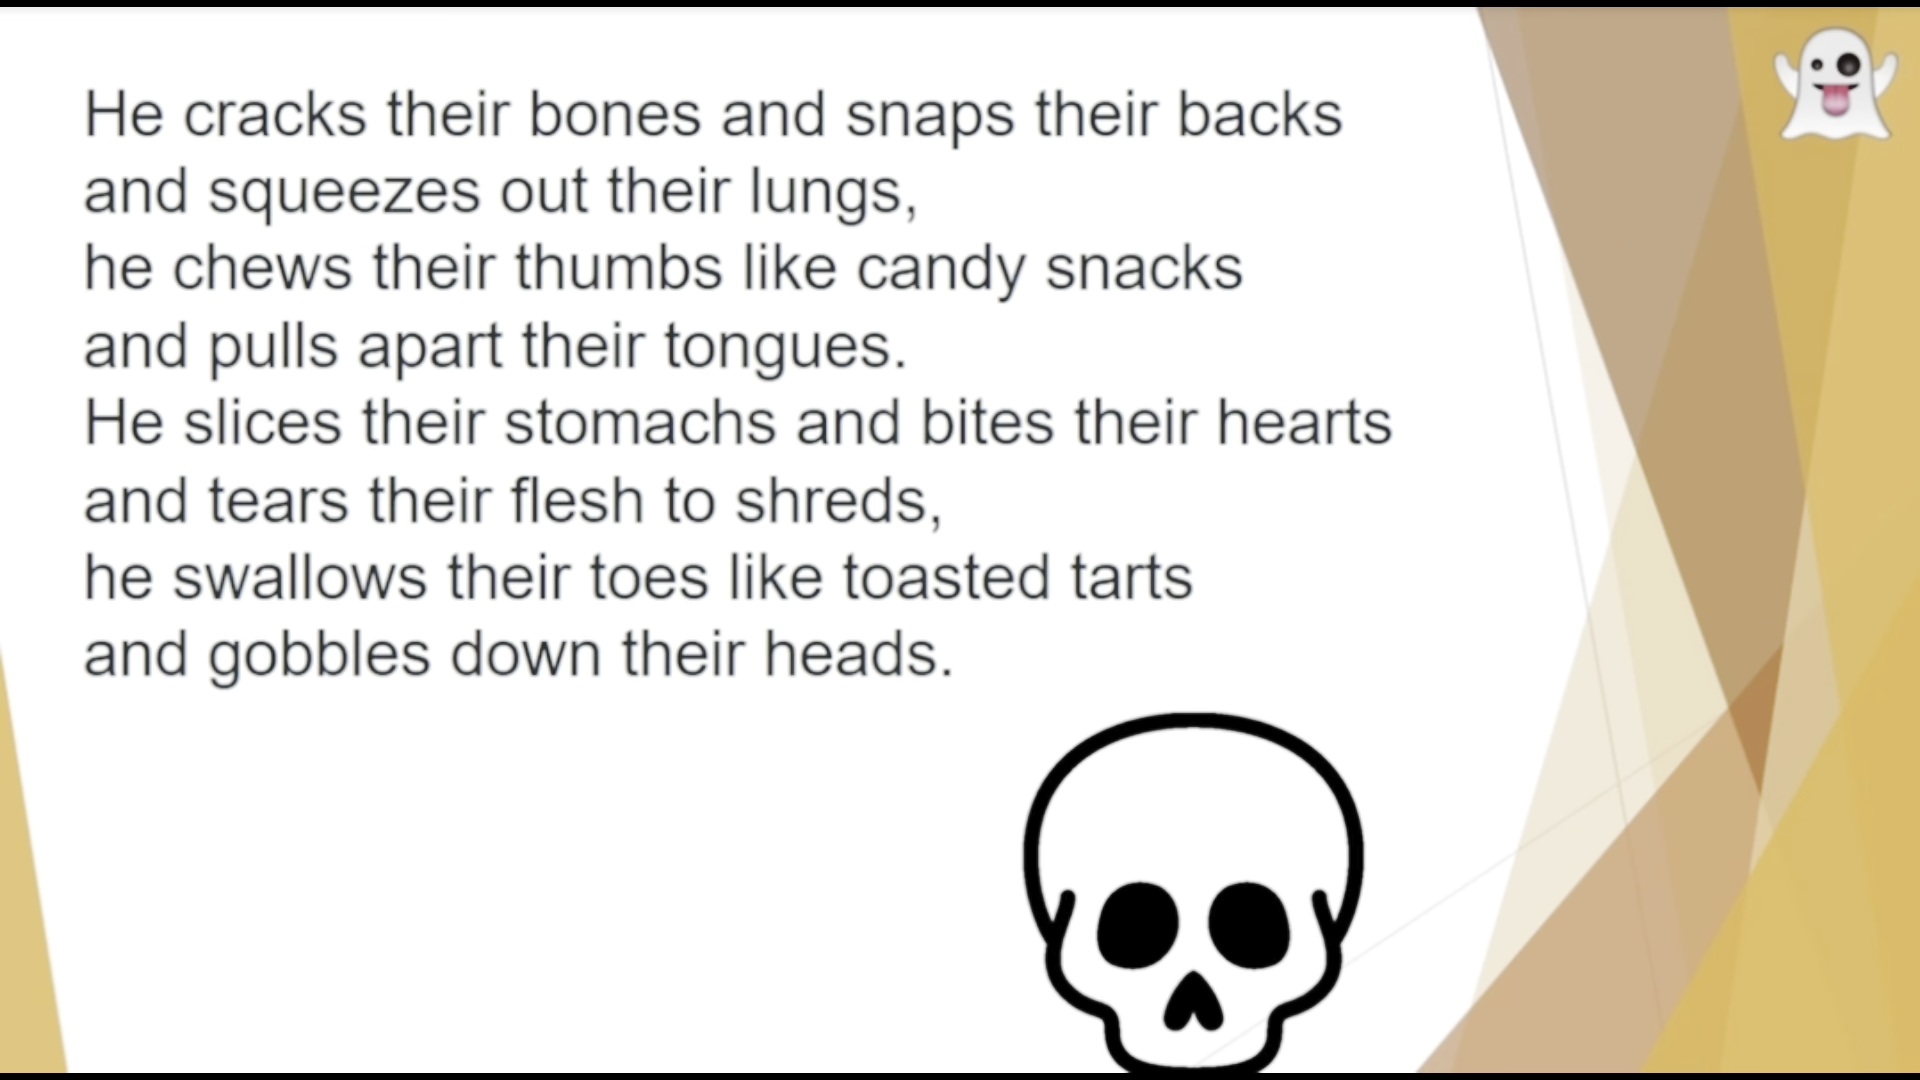 He cracks their bones and snaps their backs
and squeezes out their lungs,
he chews their thumbs like candy snacks
and pulls apart their tongues.
He slices their stomachs and bites their hearts
and tears their flesh to shreds,
he swallows their toes like toasted tarts
and gobbles down their heads.